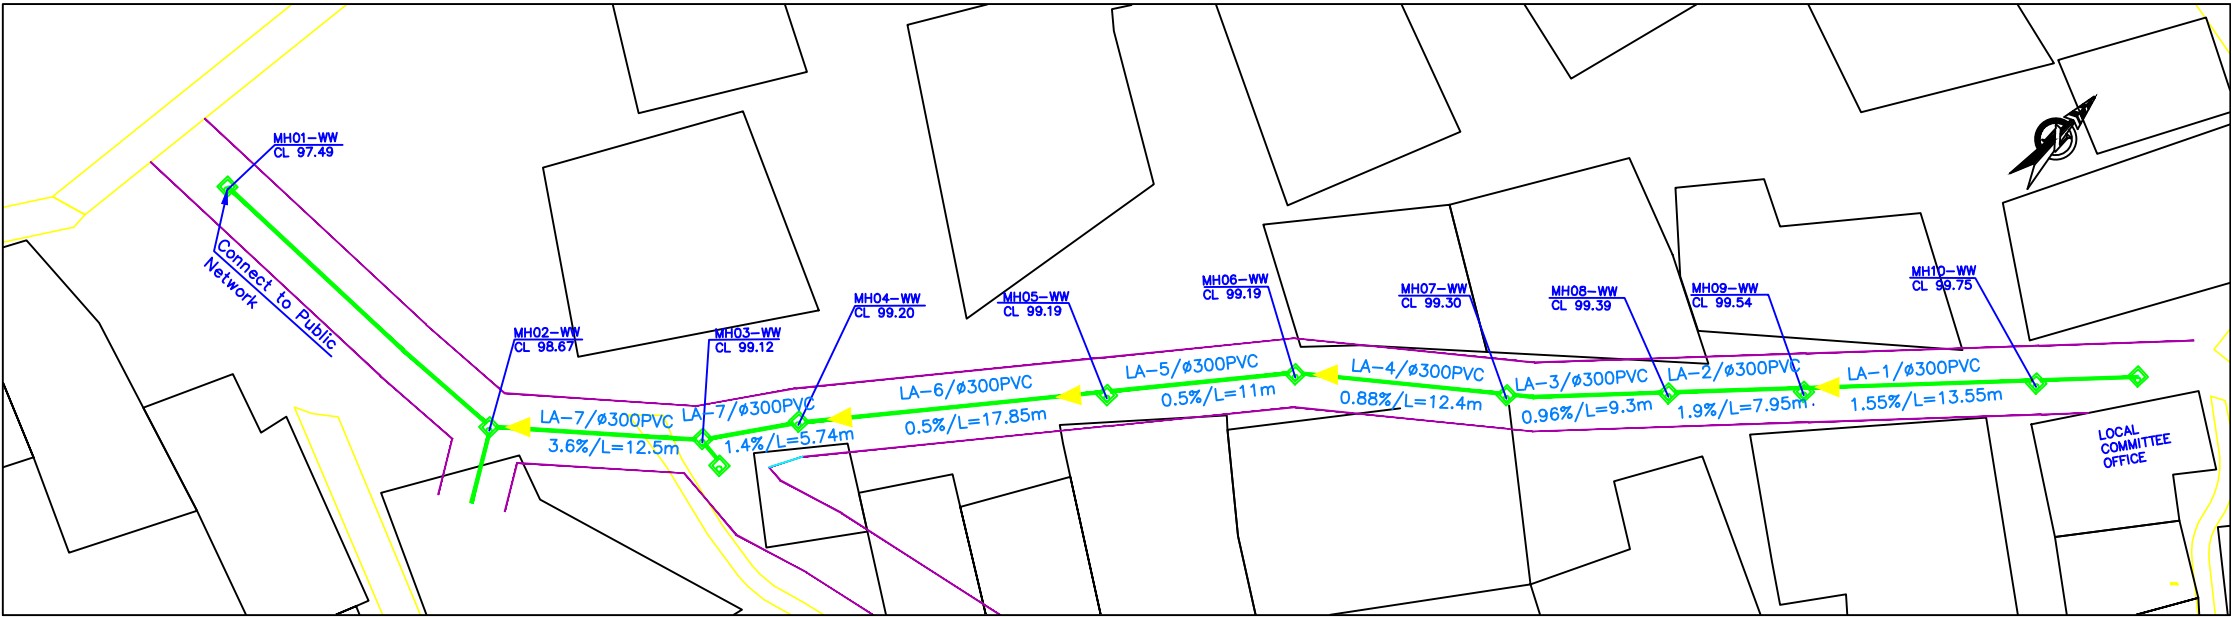 MH01-WW
CL 97.49
Connect to Public
Network
MH02-WW
CL 98.67
MH03-WW
CL 99.12
MH04-WW
CL 99.20
MH05-WW
CL 99.19
MH06-WW
CL 99.19
MH07-WW
CL 99.30
MH08-WW
CL 99.39
MH09-WW
CL 99.54
MH10-WW
CL 99.75
LA-7/ø300PVC
3.6%/L=12.5m
LA-7/ø300PVC
1.4%/L=5.74m
LA-6/ø300PVC
0.5%/L=17.85m
LA-5/ø300PVC
0.5%/L=11m
LA-4/ø300PVC
0.88%/L=12.4m
LA-3/ø300PVC
0.96%/L=9.3m
LA-2/ø300PVC
1.9%/L=7.95m.
LA-1/ø300PVC
1.55%/L=13.55m
LOCAL
COMMITTEE
OFFICE